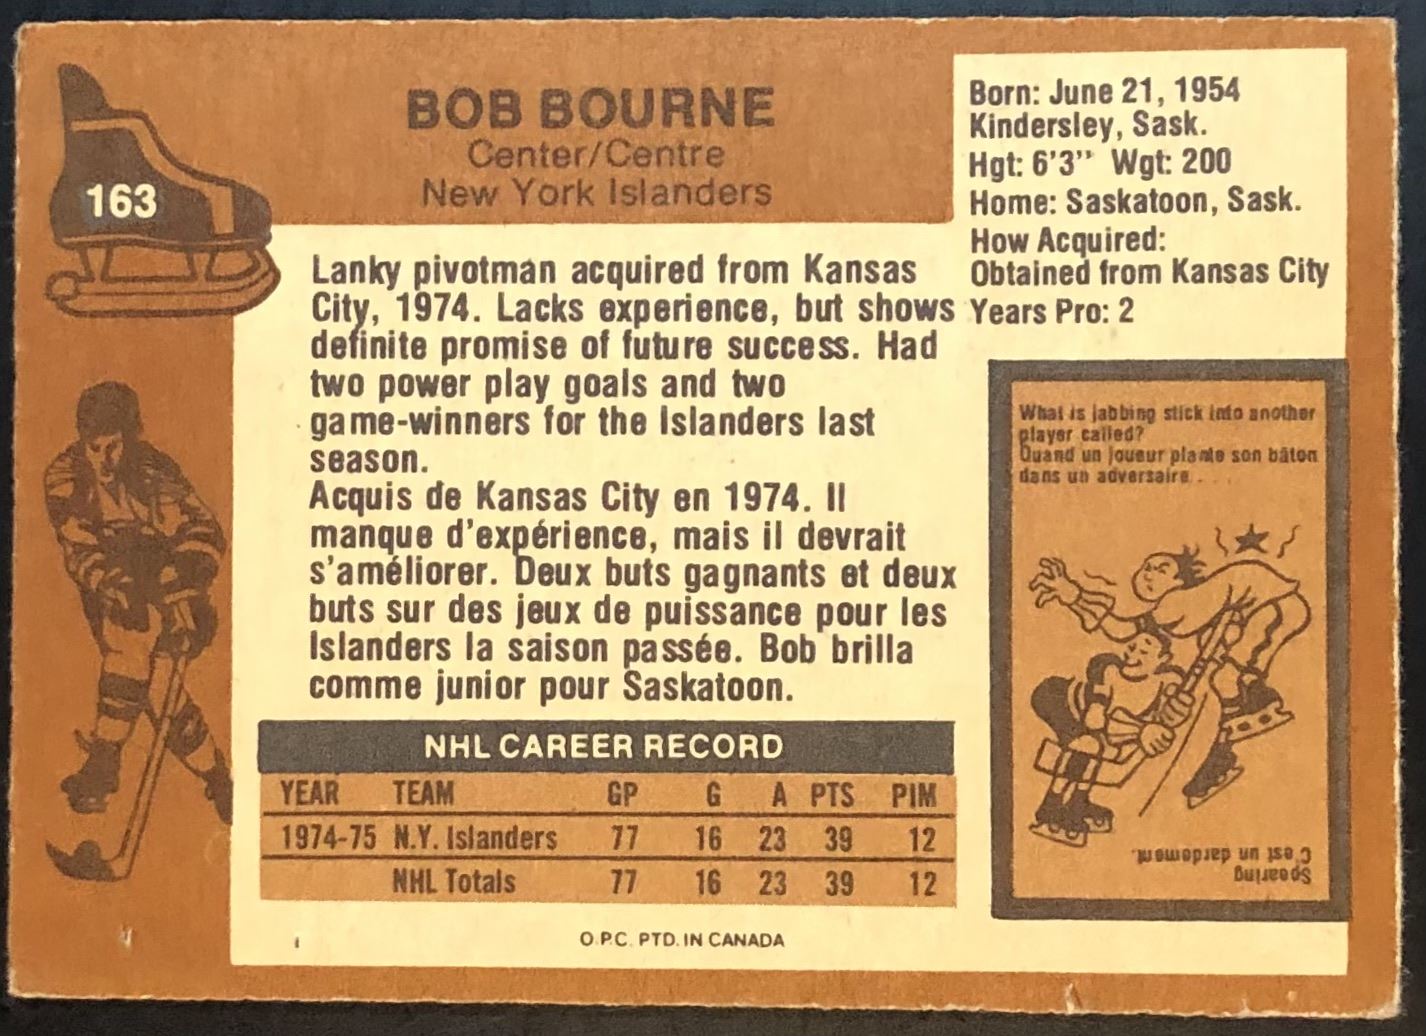 163
BOB BOURNE
Center/Centre
New York Islanders
Born: June 21, 1954
Kindersley, Sask.
Hgt: 6'3'' Wgt: 200
Home: Saskatoon, Sask.
How Acquired:
Obtained from Kansas City
Years Pro: 2
Lanky pivotman acquired from Kansas
City, 1974. Lacks experience, but shows
definite promise of future success. Had
two power play goals and two
game-winners for the Islanders last
season.
Acquis de Kansas City en 1974. Il
manque d'expérience, mais il devrait
s'améliorer. Deux buts gagnants et deux
buts sur des jeux de puissance pour les
Islanders la saison passée. Bob brilla
comme junior pour Saskatoon.
What is jabbing stick into another
player called?
Quand un joueur plante son bâton
dans un adversaire...
Spearing
C'est un dardement.
NHL CAREER RECORD
YEAR TEAM GP G A PTS PIM
1974-75 N.Y. Islanders 77 16 23 39 12
NHL Totals 77 16 23 39 12
O.P.C. PTD. IN CANADA